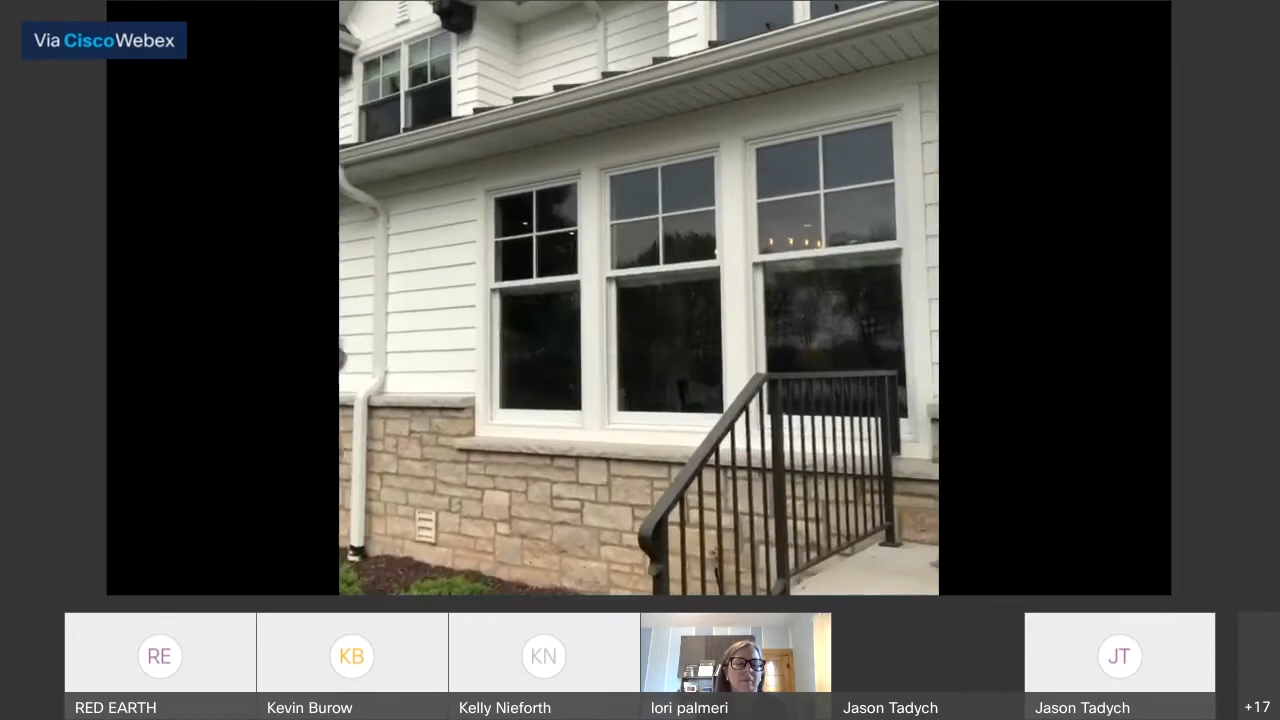 Via CiscoWebex
RE
KB
KN
JT
RED EARTH
Kevin Burow
Kelly Nieforth
lori palmeri
Jason Tadych
Jason Tadych
+17